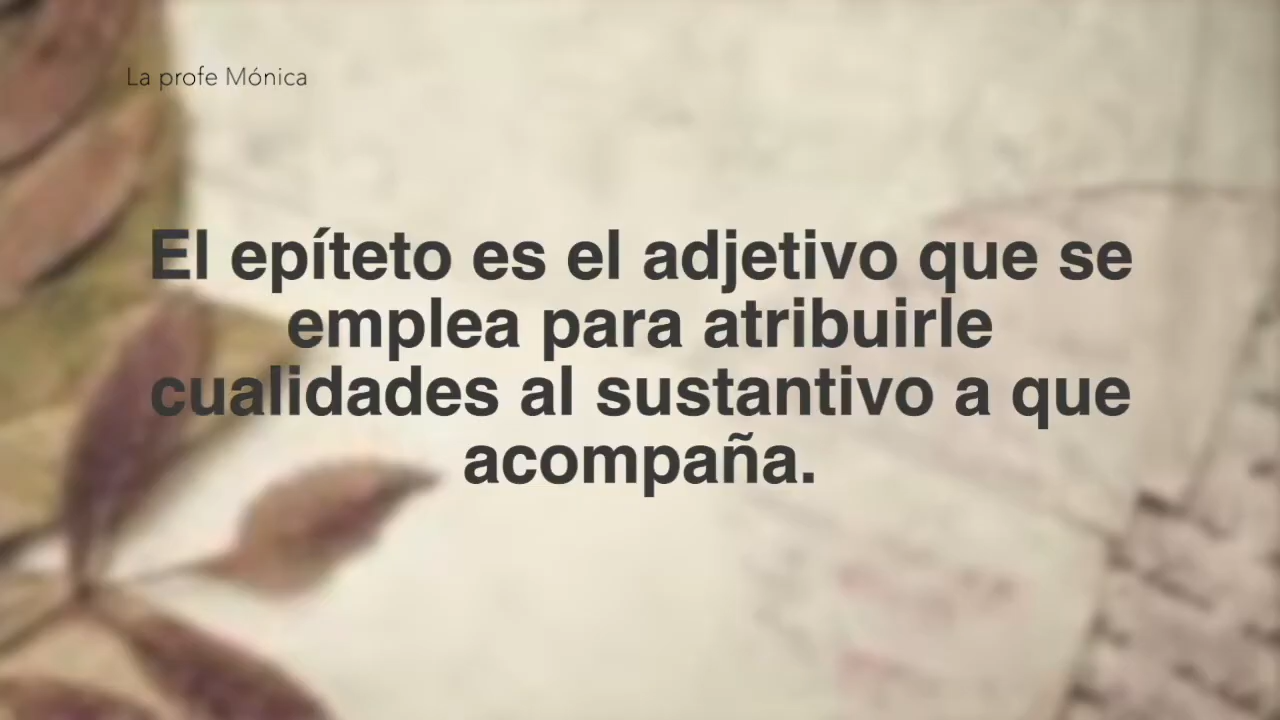 La profe Mónica
El epíteto es el adjetivo que se
emplea para atribuirle
cualidades al sustantivo a que
acompaña.